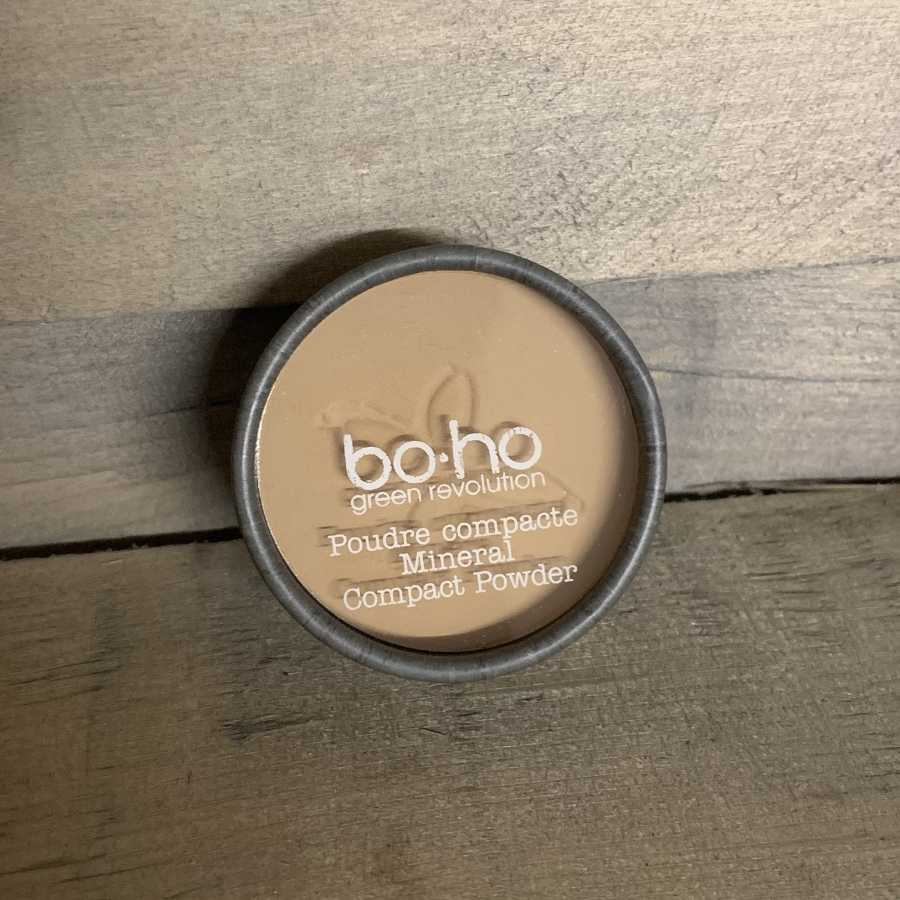 bo·ho
green revolution
Poudre compacte
Mineral
Compact Powder